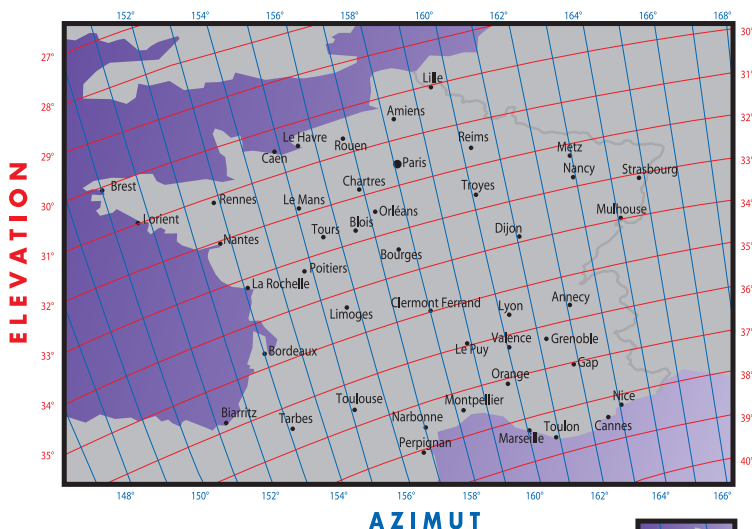 152° 154° 156° 158° 160° 162° 164° 166°
30°
27°
31°
Lille
28°
32°
Amiens
Le Havre
Rouen
Reims
Caen
Metz
29°
33°
Paris
Nancy
Strasbourg
Brest
Chartres
Troyes
30°
Rennes
Le Mans
34°
Lorient
Orléans
Mulhouse
Blois
Tours
Dijon
Nantes
35°
31°
Bourges
Poitiers
La Rochelle
36°
Annecy
32°
Clermont Ferrand
Lyon
Limoges
37°
Valence
Grenoble
33°
Bordeaux
Le Puy
38°
Gap
Orange
Nice
34°
Biarritz
Tarbes
Toulouse
Montpellier
39°
Narbonne
Toulon
Cannes
Marseille
35°
Perpignan
40°
148° 150° 152° 154° 156° 158° 160° 162° 164° 166°
ELEVATION
AZIMUT